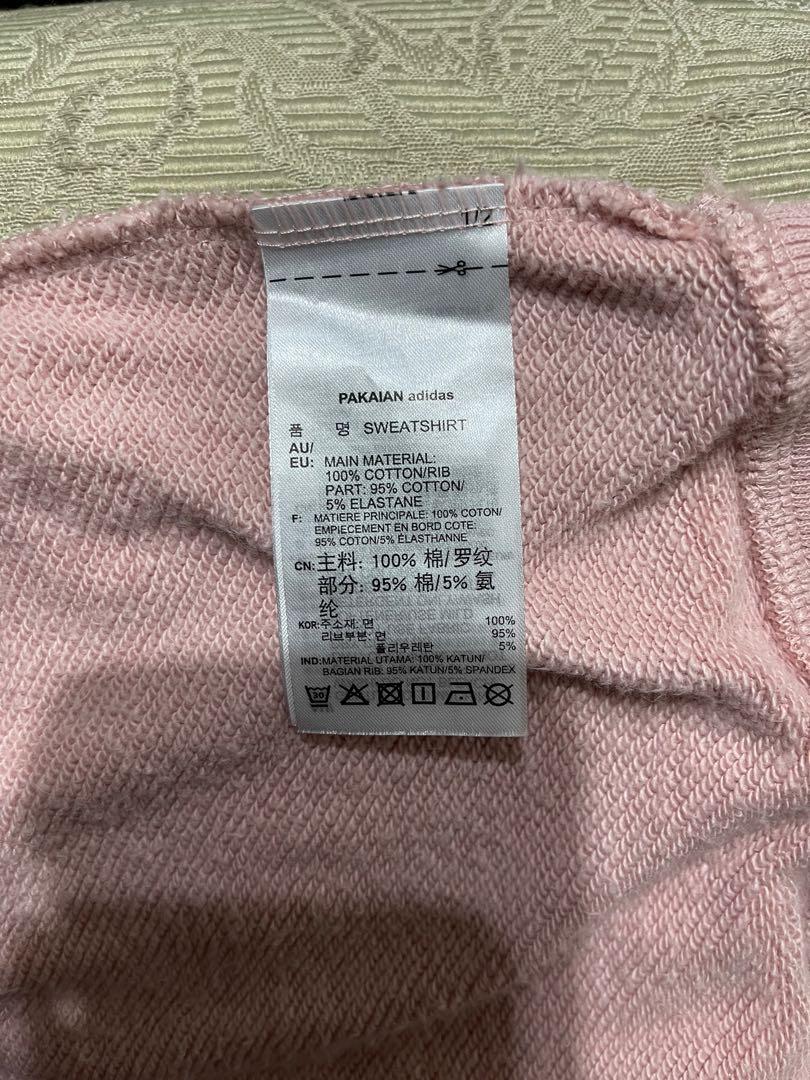 1/2
PAKAIAN adidas
품 명 SWEATSHIRT
AU/
EU: MAIN MATERIAL:
100% COTTON/RIB
PART: 95% COTTON/
5% ELASTANE
F: MATIERE PRINCIPALE: 100% COTON/
EMPIECEMENT EN BORD COTE:
95% COTON/5% ÉLASTHANNE
CN: 主料: 100% 棉/罗纹
部分: 95% 棉/5% 氨
纶
KOR: 주소재: 면 100%
리브부분: 면 95%
폴리우레탄 5%
IND: MATERIAL UTAMA: 100% KATUN/
BAGIAN RIB: 95% KATUN/5% SPANDEX
30